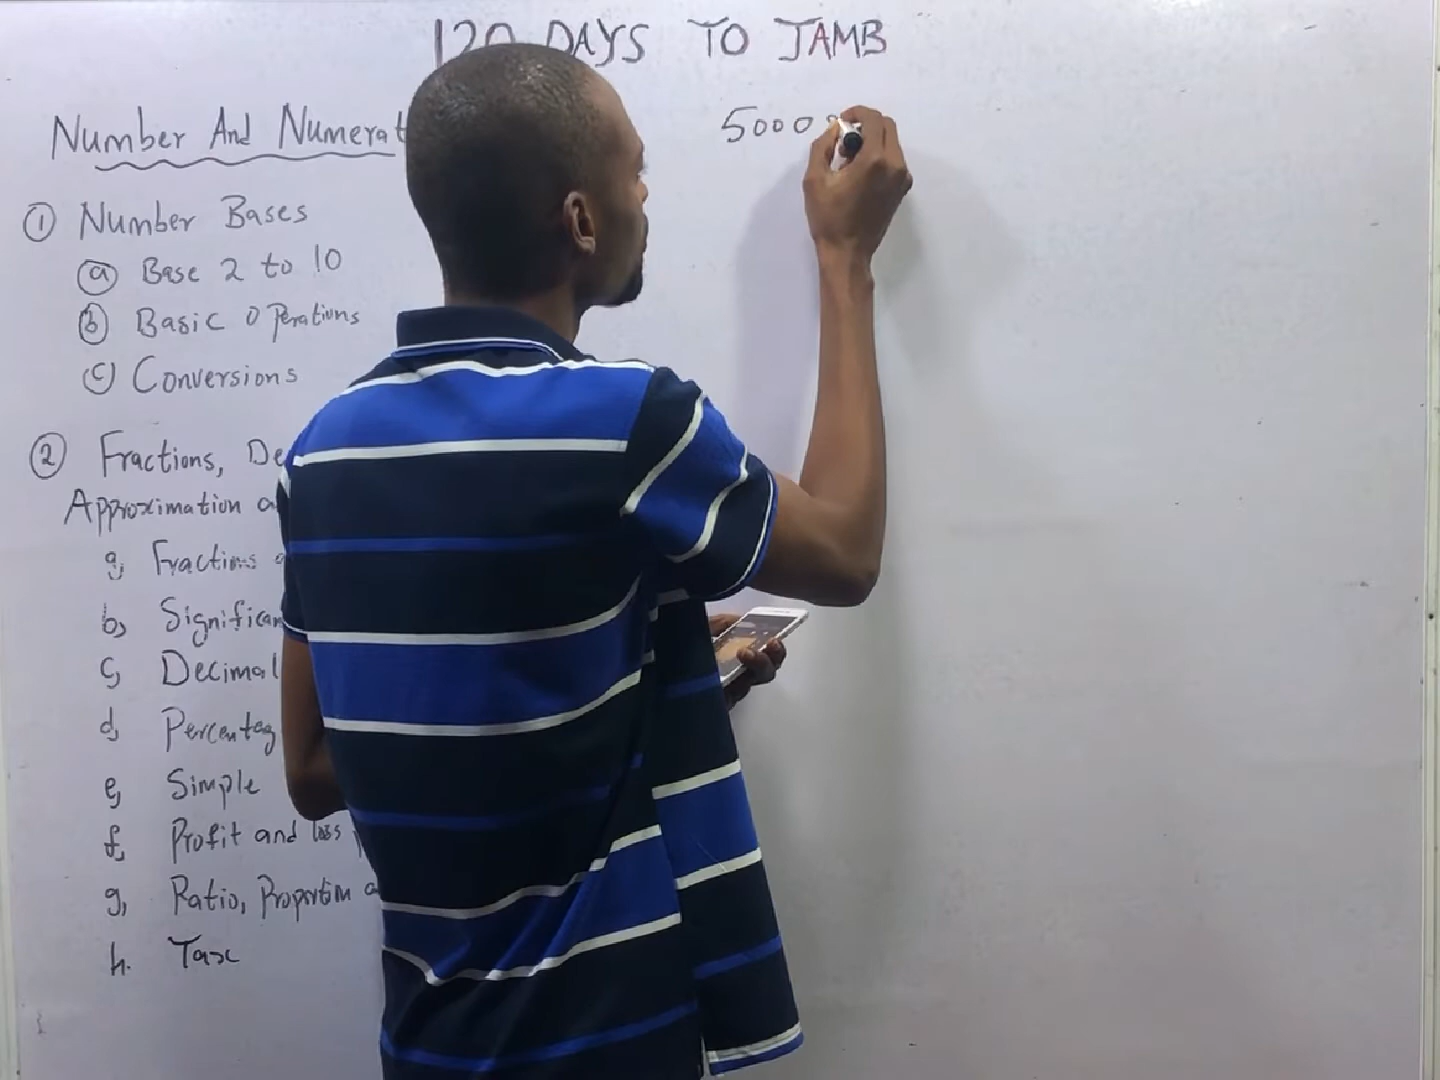 120 DAYS TO JAMB
Number And Numerat
① Number Bases
ⓐ Base 2 to 10
ⓑ Basic Operations
ⓒ Conversions
② Fractions, De
Approximation a
a, Fractions
b, Significan
c, Decimal
d, Percentag
e, Simple
f, Profit and loss
g, Ratio, Proportion a
h. Tax
5000